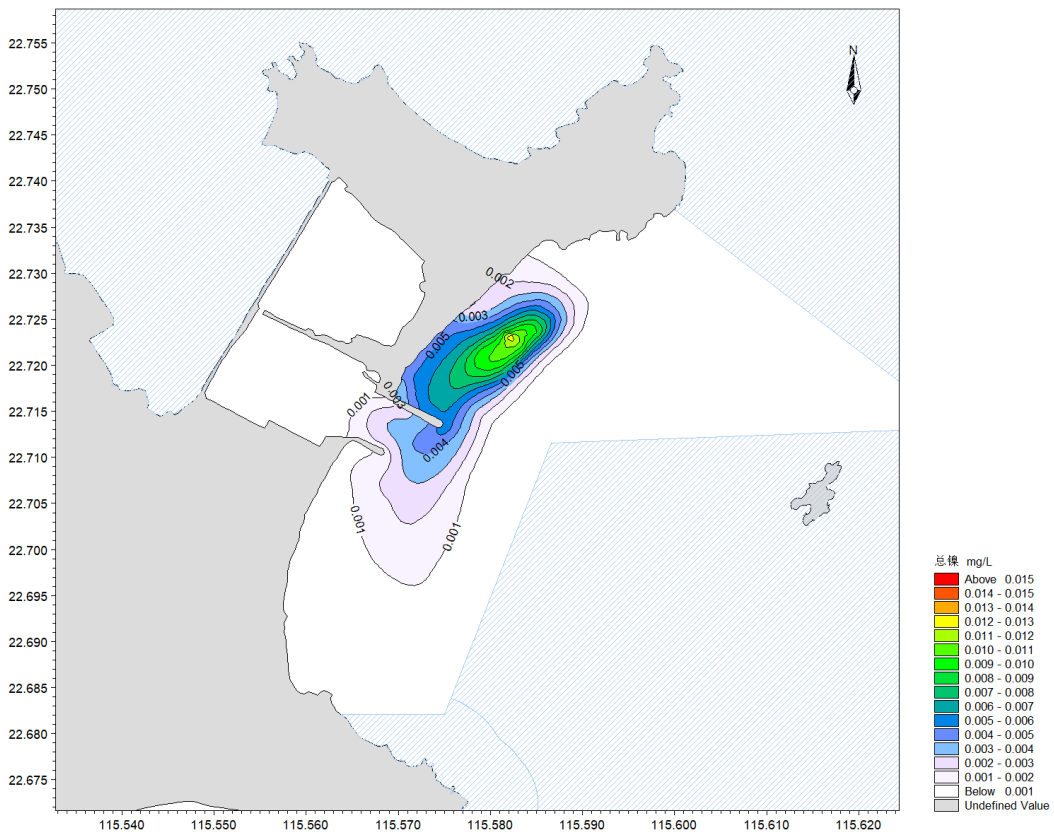 N
22.755
22.750
22.745
22.740
22.735
22.730
22.725
22.720
22.715
22.710
22.705
22.700
22.695
22.690
22.685
22.680
22.675
0.002
0.003
0.005
0.005
0.003
0.001
0.004
0.001
0.001
115.540 115.550 115.560 115.570 115.580 115.590 115.600 115.610 115.620
总镍 mg/L
Above 0.015
0.014 - 0.015
0.013 - 0.014
0.012 - 0.013
0.011 - 0.012
0.010 - 0.011
0.009 - 0.010
0.008 - 0.009
0.007 - 0.008
0.006 - 0.007
0.005 - 0.006
0.004 - 0.005
0.003 - 0.004
0.002 - 0.003
0.001 - 0.002
Below 0.001
Undefined Value